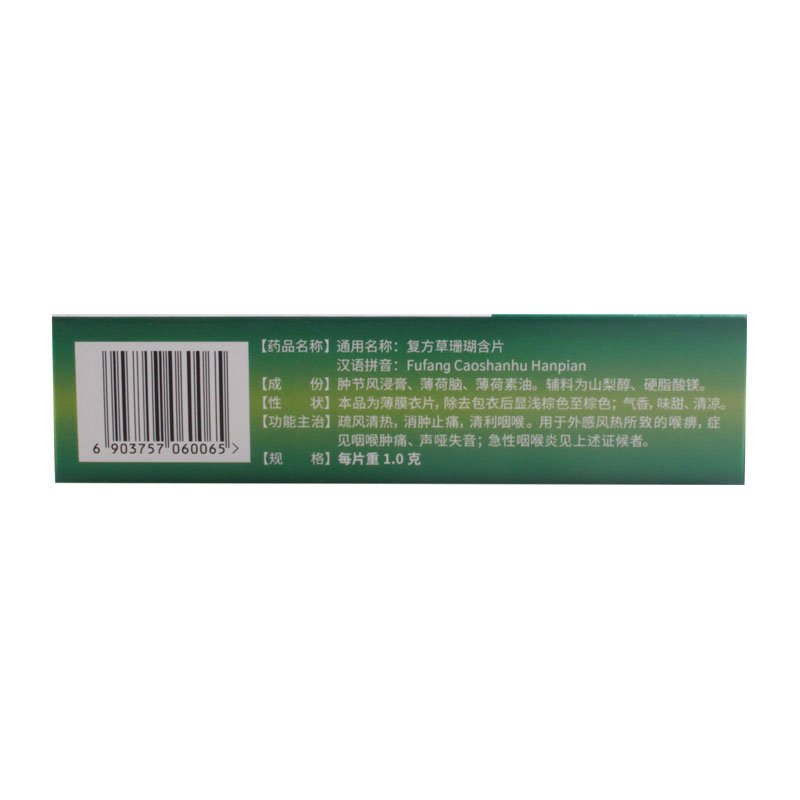 【药品名称】通用名称：复方草珊瑚含片
汉语拼音：Fufang Caoshanhu Hanpian
【成　份】肿节风浸膏、薄荷脑、薄荷素油。辅料为山梨醇、硬脂酸镁。
【性　状】本品为薄膜衣片，除去包衣后显浅棕色至棕色；气香，味甜、清凉。
【功能主治】疏风清热，消肿止痛，清利咽喉。用于外感风热所致的喉痹，症
见咽喉肿痛、声哑失音；急性咽喉炎见上述证候者。
【规　格】每片重 1.0 克
6 903757 060065>